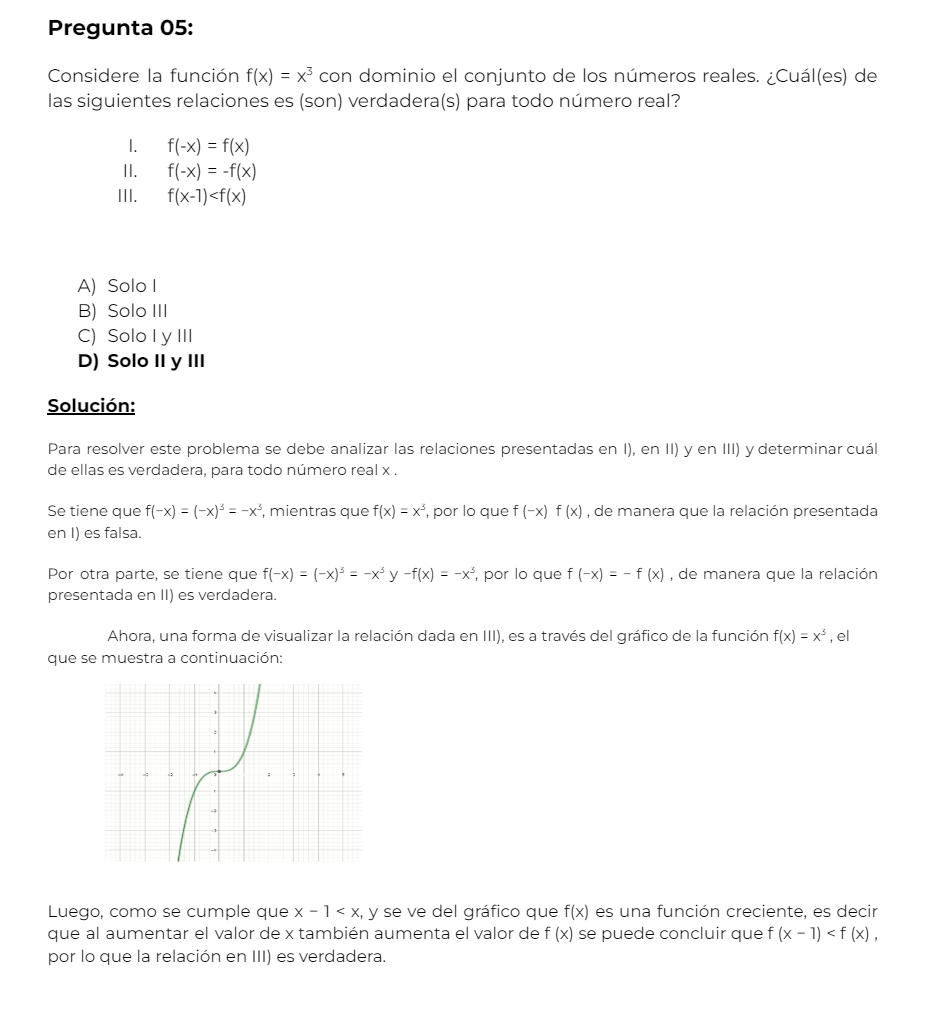 Pregunta 05:
Considere la función f(x) = x³ con dominio el conjunto de los números reales. ¿Cuál(es) de
las siguientes relaciones es (son) verdadera(s) para todo número real?
I. f(-x) = f(x)
II. f(-x) = -f(x)
III. f(x-1)<f(x)
A) Solo I
B) Solo III
C) Solo I y III
D) Solo II y III
Solución:
Para resolver este problema se debe analizar las relaciones presentadas en I), en II) y en III) y determinar cuál
de ellas es verdadera, para todo número real x .
Se tiene que f(−x) = (−x)³ = −x³, mientras que f(x) = x³, por lo que f (−x) f (x) , de manera que la relación presentada
en I) es falsa.
Por otra parte, se tiene que f(−x) = (−x)³ = −x³ y −f(x) = −x³, por lo que f (−x) = − f (x) , de manera que la relación
presentada en II) es verdadera.
Ahora, una forma de visualizar la relación dada en III), es a través del gráfico de la función f(x) = x³ , el
que se muestra a continuación:
Luego, como se cumple que x − 1 < x, y se ve del gráfico que f(x) es una función creciente, es decir
que al aumentar el valor de x también aumenta el valor de f (x) se puede concluir que f (x − 1) < f (x) ,
por lo que la relación en III) es verdadera.